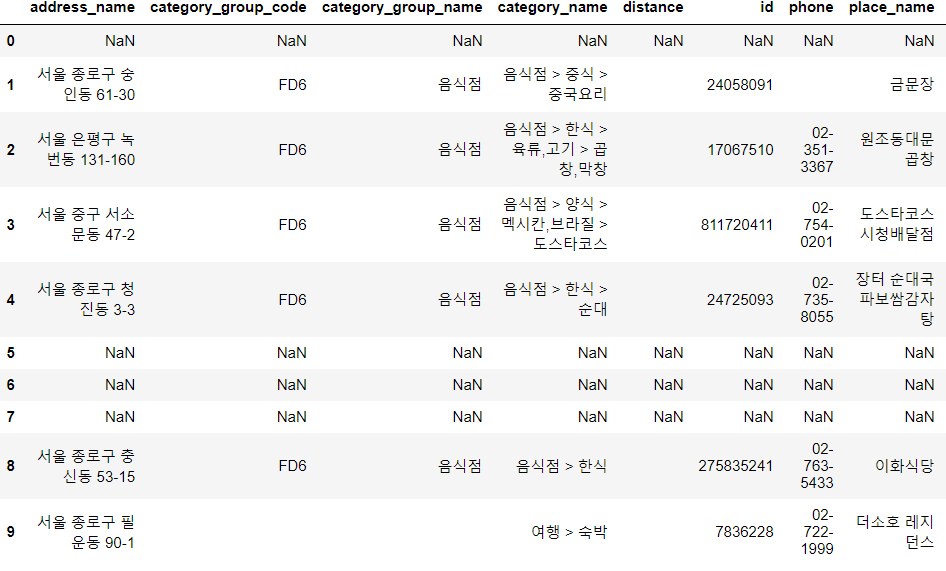 address_name category_group_code category_group_name category_name distance id phone place_name
0 NaN NaN NaN NaN NaN NaN NaN NaN
1 서울 종로구 숭인동 61-30 FD6 음식점 음식점 > 중식 > 중국요리 24058091 금문장
2 서울 은평구 녹번동 131-160 FD6 음식점 음식점 > 한식 > 육류,고기 > 곱창,막창 17067510 02-351-3367 원조동대문곱창
3 서울 중구 서소문동 47-2 FD6 음식점 음식점 > 양식 > 멕시칸,브라질 > 도스타코스 811720411 02-754-0201 도스타코스 시청배달점
4 서울 종로구 청진동 3-3 FD6 음식점 음식점 > 한식 > 순대 24725093 02-735-8055 장터 순대국파보쌈감자탕
5 NaN NaN NaN NaN NaN NaN NaN NaN
6 NaN NaN NaN NaN NaN NaN NaN NaN
7 NaN NaN NaN NaN NaN NaN NaN NaN
8 서울 종로구 충신동 53-15 FD6 음식점 음식점 > 한식 275835241 02-763-5433 이화식당
9 서울 종로구 필운동 90-1 여행 > 숙박 7836228 02-722-1999 더소호 레지던스